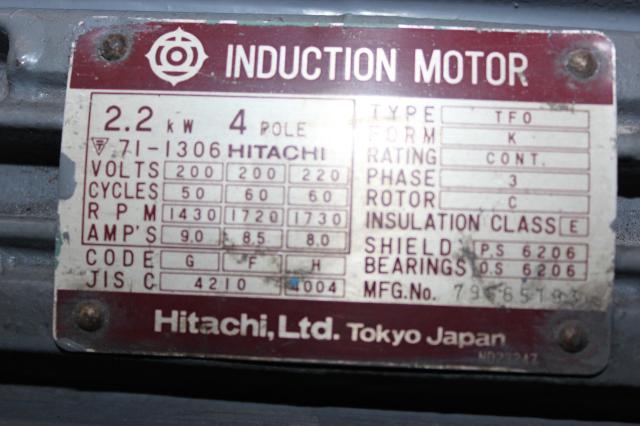 INDUCTION MOTOR
2.2 kW 4 POLE
71-1306 HITACHI
VOLTS 200 200 220
CYCLES 50 60 60
R P M 1430 1720 1730
AMP'S 9.0 8.5 8.0
CODE G F H
JIS C 4210 4004
TYPE TFO
FORM K
RATING CONT.
PHASE 3
ROTOR C
INSULATION CLASS E
SHIELD P.S 6206
BEARINGS O.S 6206
MFG.No.
Hitachi, Ltd. Tokyo Japan